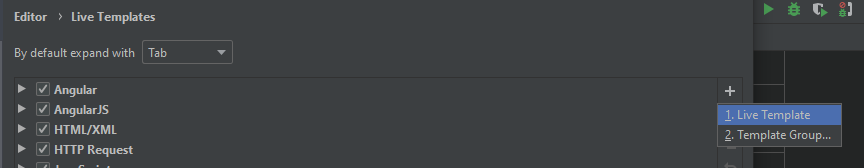 Editor › Live Templates
By default expand with Tab
Angular
AngularJS
HTML/XML
HTTP Request
1. Live Template
2. Template Group...